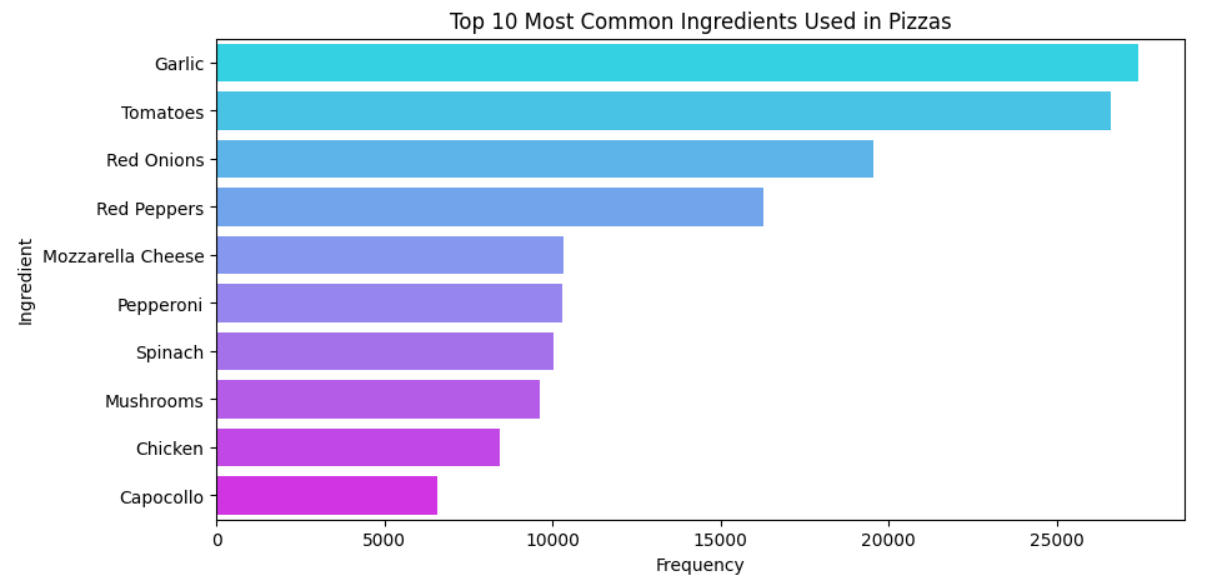 Top 10 Most Common Ingredients Used in Pizzas
Ingredient
Garlic
Tomatoes
Red Onions
Red Peppers
Mozzarella Cheese
Pepperoni
Spinach
Mushrooms
Chicken
Capocollo
0 5000 10000 15000 20000 25000
Frequency